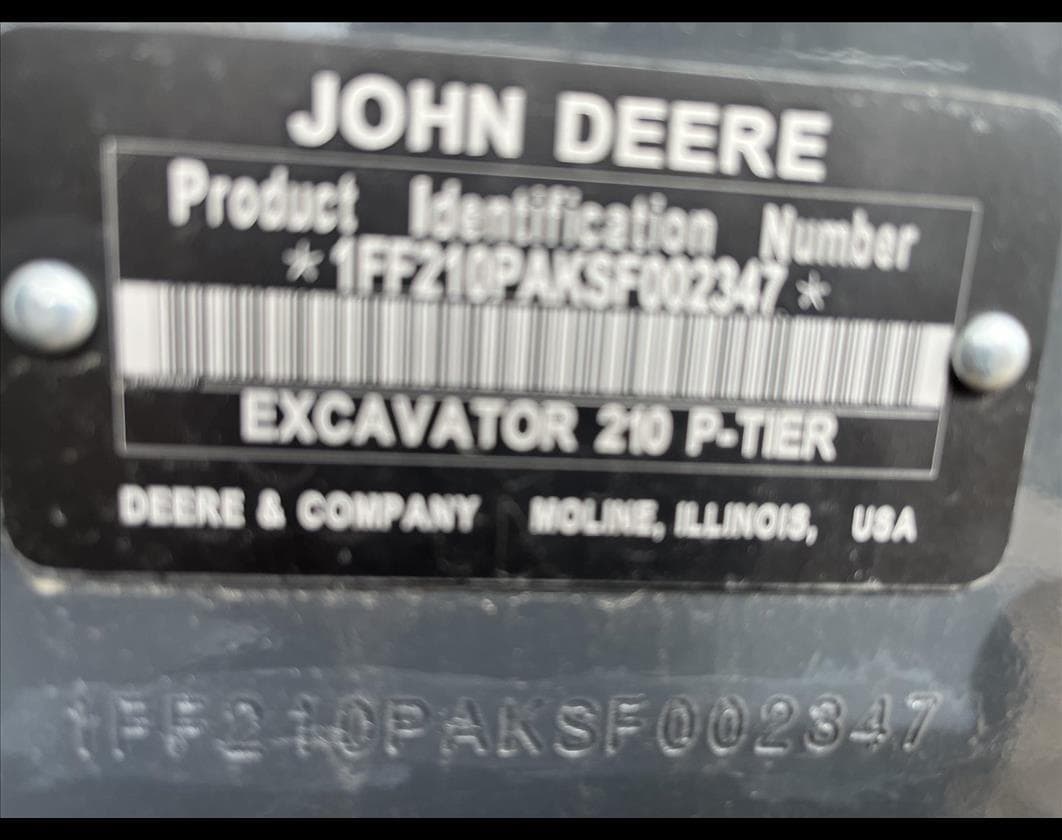 JOHN DEERE
Product Identification Number
*1FF210PAKSF002347*
EXCAVATOR 210 P-TIER
DEERE & COMPANY MOLINE, ILLINOIS, USA
1FF210PAKSF002347